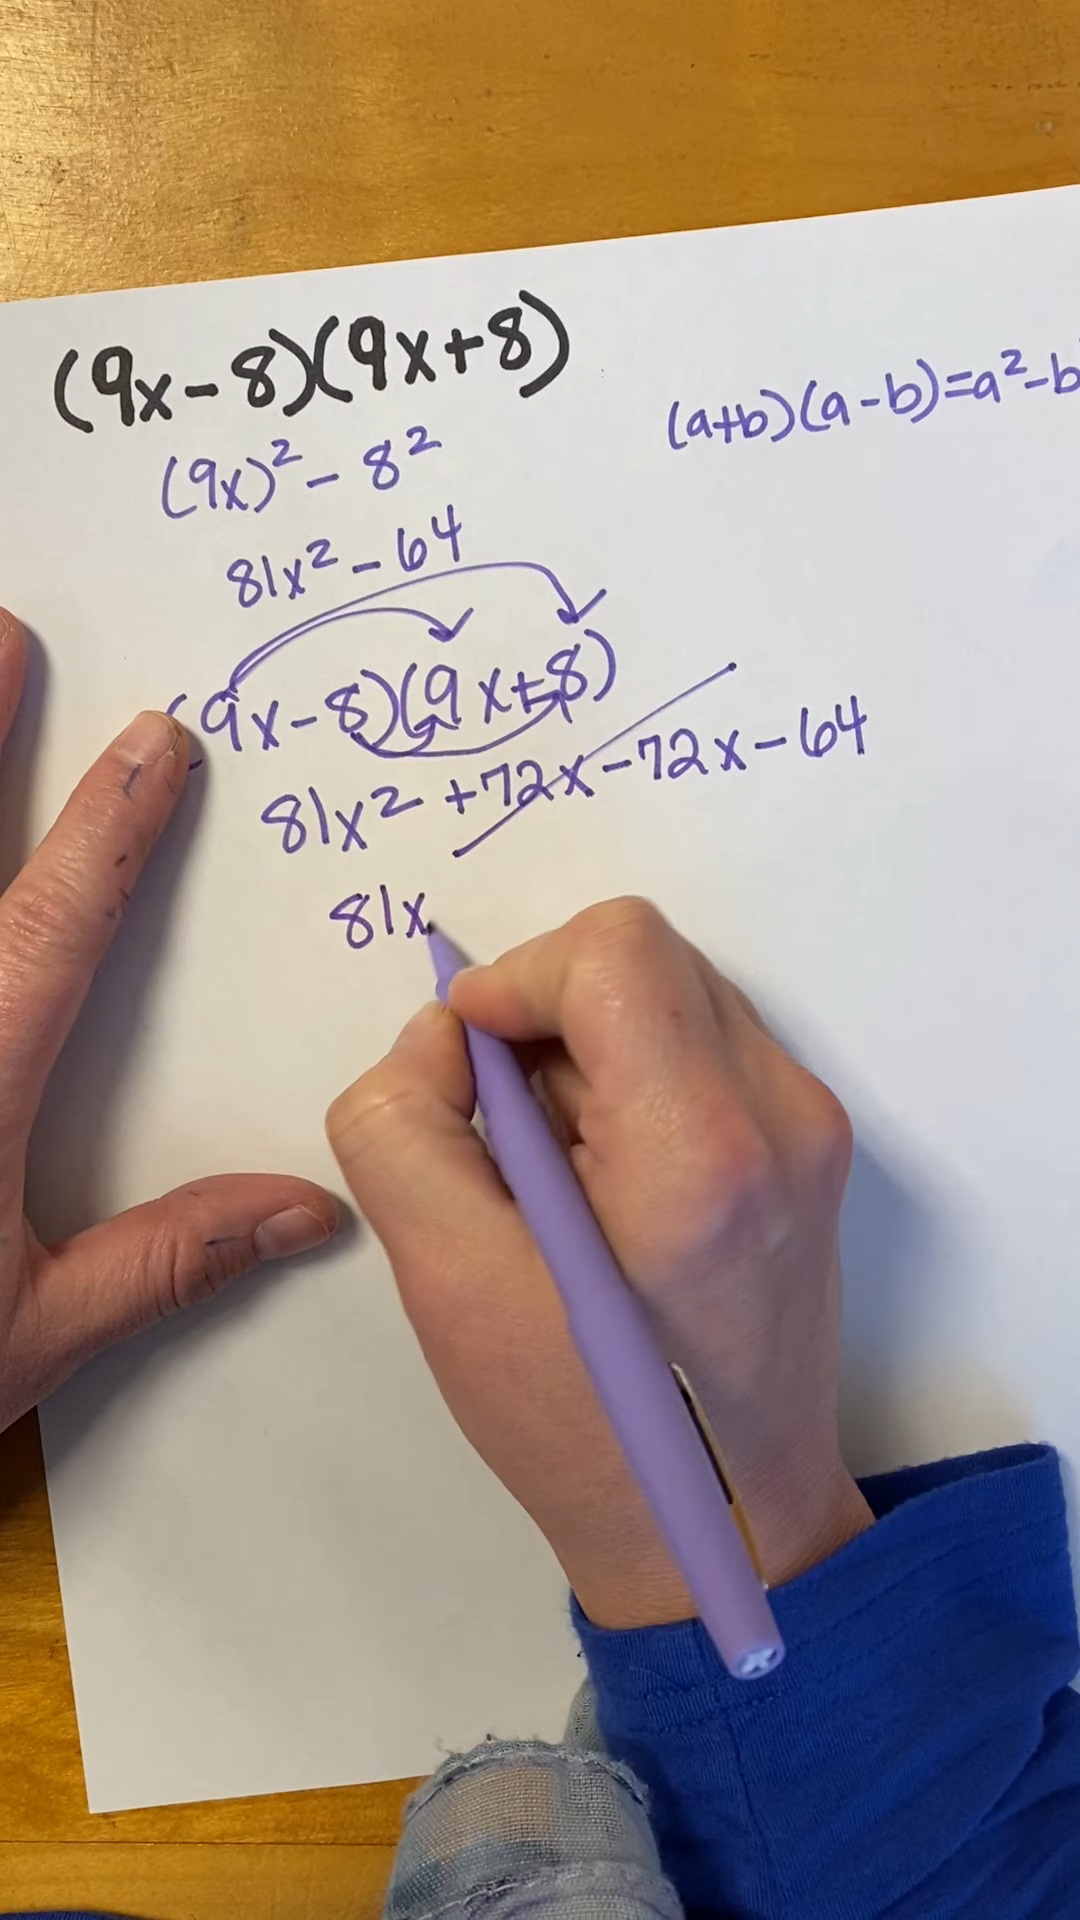 (9x-8)(9x+8)
(a+b)(a-b)=a²-b
(9x)²-8²
81x²-64
(9x-8)(9x+8)
81x²+72x-72x-64
81x